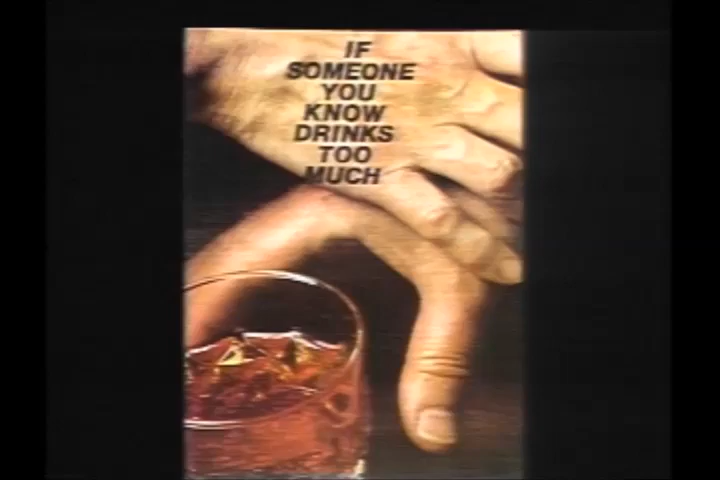 IF
SOMEONE
YOU
KNOW
DRINKS
TOO
MUCH